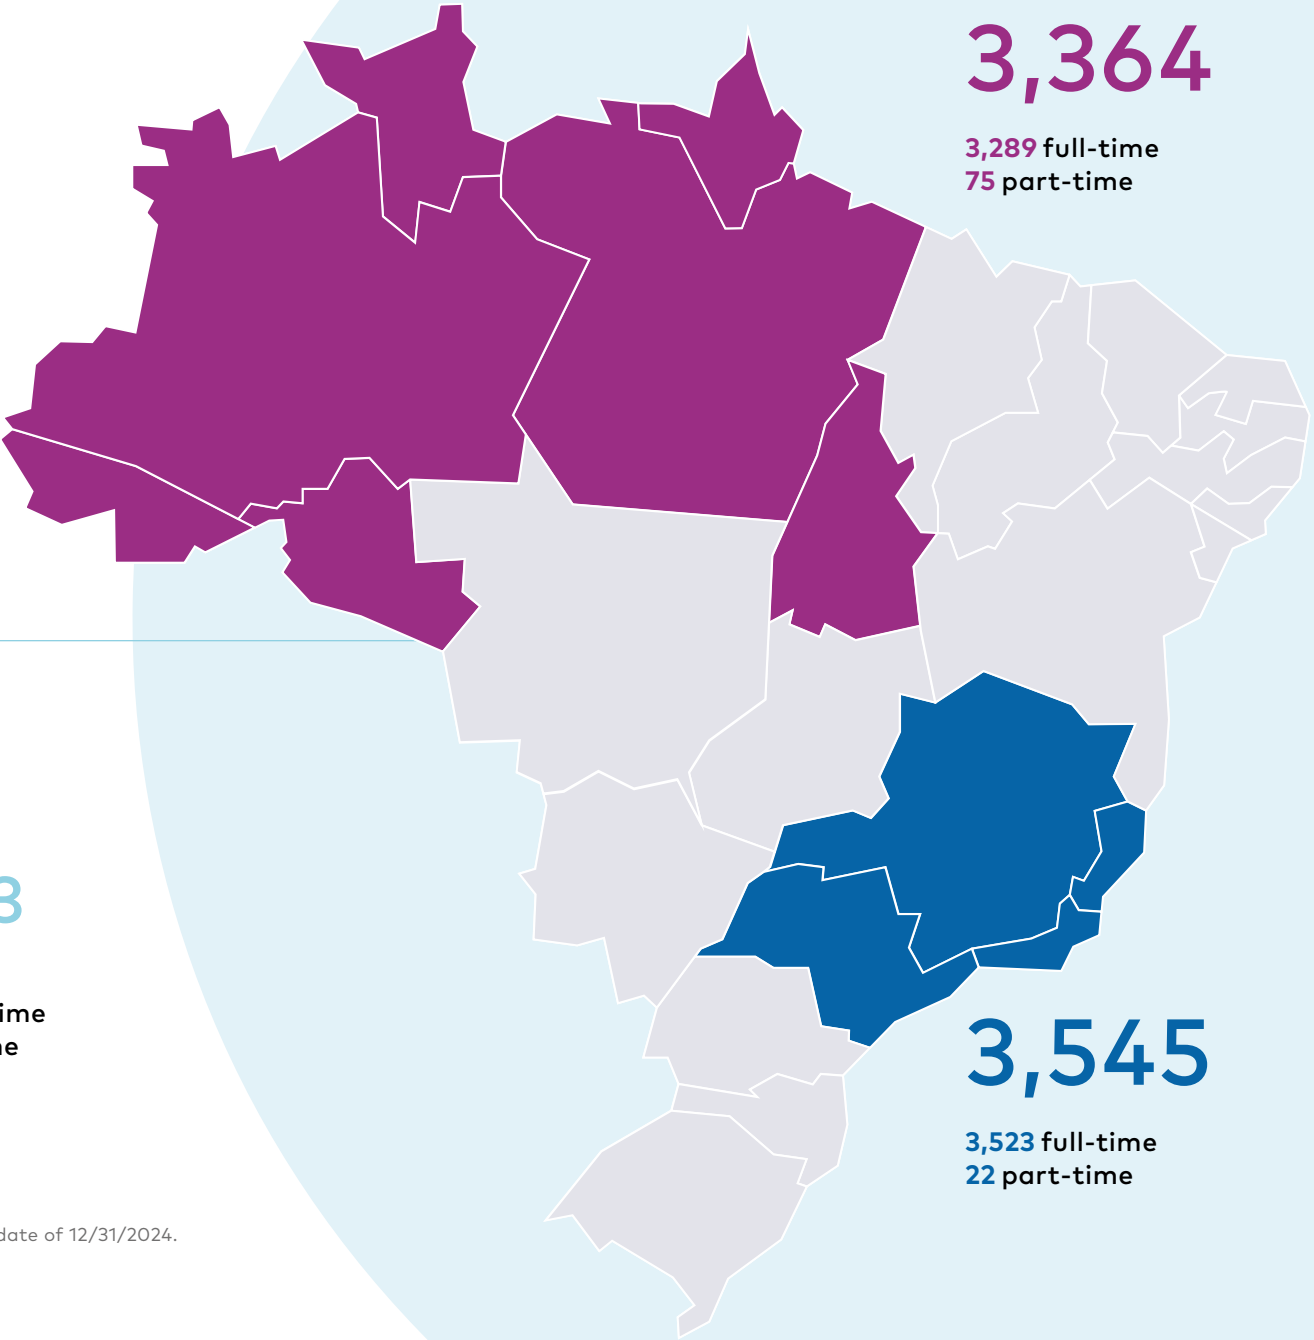 3,364
3,289 full-time
75 part-time
3
3,545
3,523 full-time
22 part-time
date of 12/31/2024.